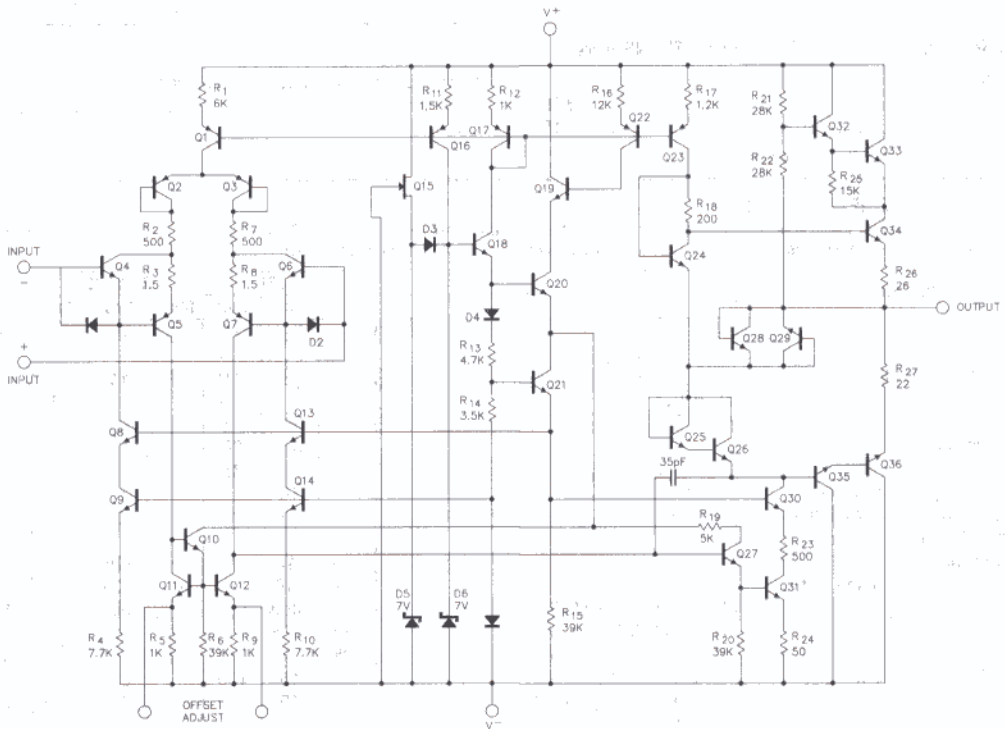 V+
R1
6K
R11
1.5K
R12
1K
R16
12K
R17
1.2K
R21
28K
Q1
Q16
Q17
Q22
Q23
Q32
Q33
R22
28K
R25
15K
Q2
Q3
Q15
Q19
R18
200
R2
500
R7
500
D3
Q18
Q24
Q34
INPUT
−
Q4
R3
1.5
R8
1.5
Q6
Q20
R26
26
D4
OUTPUT
Q5
Q7
D2
Q28
Q29
+
INPUT
R13
4.7K
Q21
R27
22
R14
3.5K
Q8
Q13
Q25
Q26
35pF
Q36
Q9
Q14
Q30
Q35
R19
5K
Q10
Q27
R23
500
Q11
Q12
Q31
D5
7V
D6
7V
R4
7.7K
R5
1K
R6
39K
R9
1K
R10
7.7K
R15
39K
R20
39K
R24
50
OFFSET
ADJUST
V−